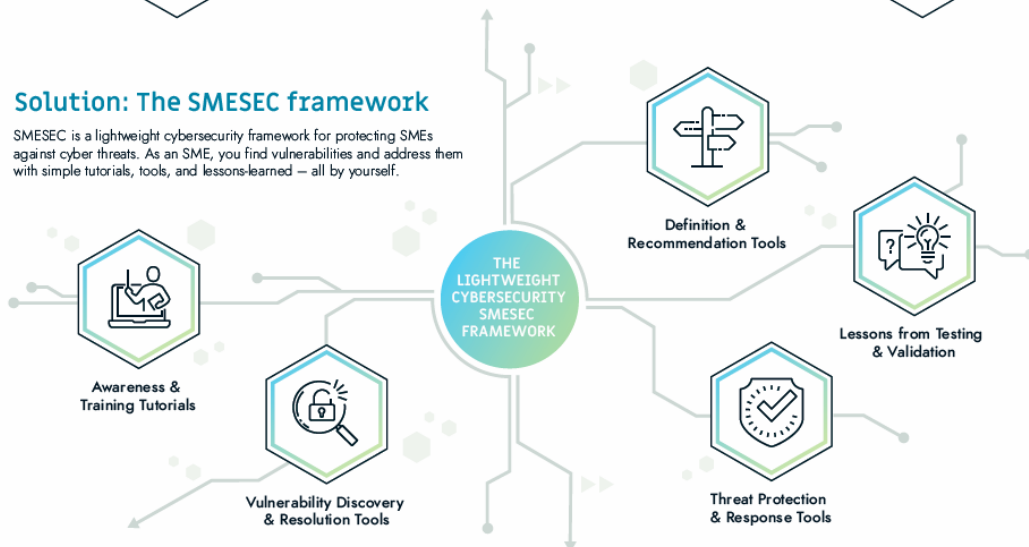 Solution: The SMESEC framework
SMESEC is a lightweight cybersecurity framework for protecting SMEs
against cyber threats. As an SME, you find vulnerabilities and address them
with simple tutorials, tools, and lessons-learned – all by yourself.
THE
LIGHTWEIGHT
CYBERSECURITY
SMESEC
FRAMEWORK
Definition &
Recommendation Tools
?
Lessons from Testing
& Validation
Awareness &
Training Tutorials
Vulnerability Discovery
& Resolution Tools
Threat Protection
& Response Tools